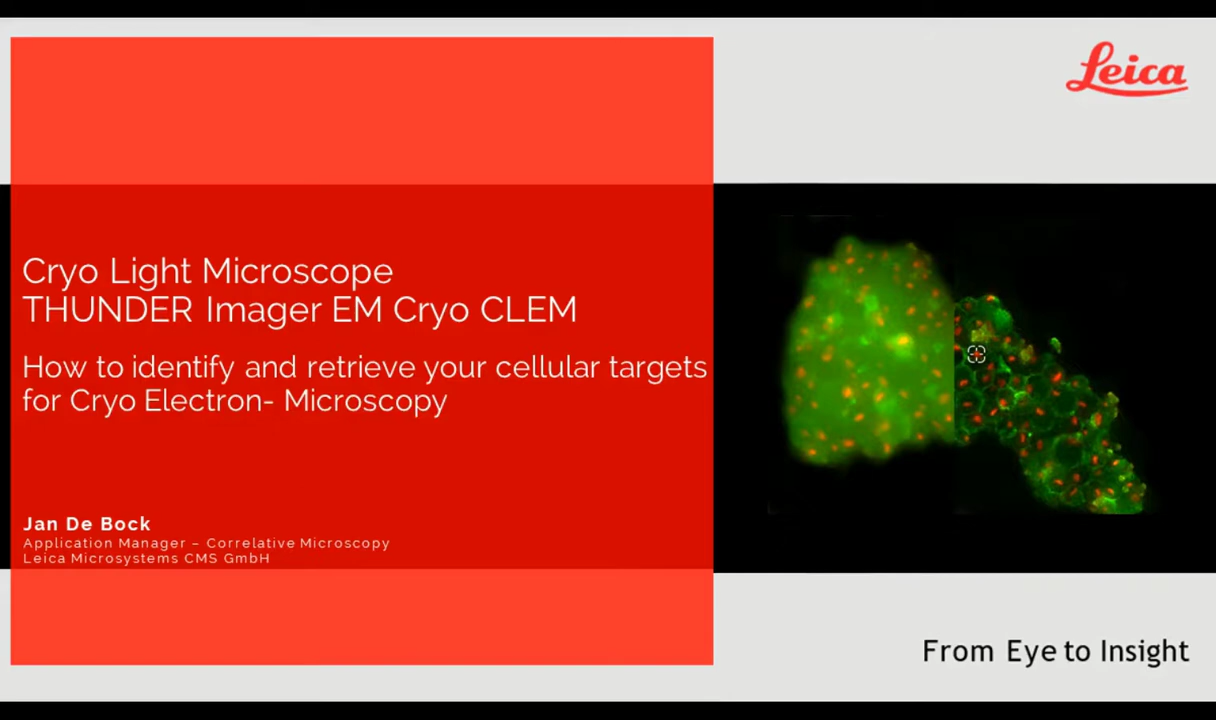 Leica
Cryo Light Microscope
THUNDER Imager EM Cryo CLEM
How to identify and retrieve your cellular targets
for Cryo Electron- Microscopy
Jan De Bock
Application Manager – Correlative Microscopy
Leica Microsystems CMS GmbH
From Eye to Insight